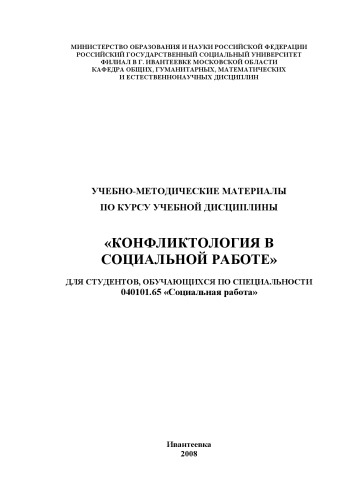 МИНИСТЕРСТВО ОБРАЗОВАНИЯ И НАУКИ РОССИЙСКОЙ ФЕДЕРАЦИИ
РОССИЙСКИЙ ГОСУДАРСТВЕННЫЙ СОЦИАЛЬНЫЙ УНИВЕРСИТЕТ
ФИЛИАЛ В Г. ИВАНТЕЕВКЕ МОСКОВСКОЙ ОБЛАСТИ
КАФЕДРА ОБЩИХ, ГУМАНИТАРНЫХ, МАТЕМАТИЧЕСКИХ
И ЕСТЕСТВЕННОНАУЧНЫХ ДИСЦИПЛИН
УЧЕБНО-МЕТОДИЧЕСКИЕ МАТЕРИАЛЫ
ПО КУРСУ УЧЕБНОЙ ДИСЦИПЛИНЫ
«КОНФЛИКТОЛОГИЯ В
СОЦИАЛЬНОЙ РАБОТЕ»
ДЛЯ СТУДЕНТОВ, ОБУЧАЮЩИХСЯ ПО СПЕЦИАЛЬНОСТИ
040101.65 «Социальная работа»
Ивантеевка
2008